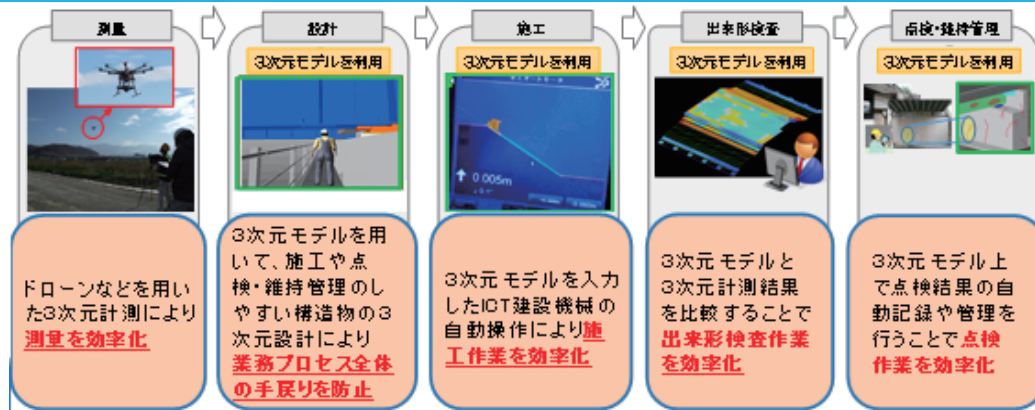 測量
設計
施工
出来形検査
点検・維持管理
3次元モデルを利用
3次元モデルを利用
3次元モデルを利用
3次元モデルを利用
0.005m
ドローンなどを用い
た3次元計測により
測量を効率化
3次元モデルを用
いて、施工や点
検・維持管理のし
やすい構造物の3
次元設計により
業務プロセス全体
の手戻りを防止
3次元モデルを入力
したICT建設機械の
自動操作により施
工作業を効率化
3次元モデルと
3次元計測結果
を比較することで
出来形検査作業
を効率化
3次元モデル上
で点検結果の自
動記録や管理を
行うことで点検
作業を効率化